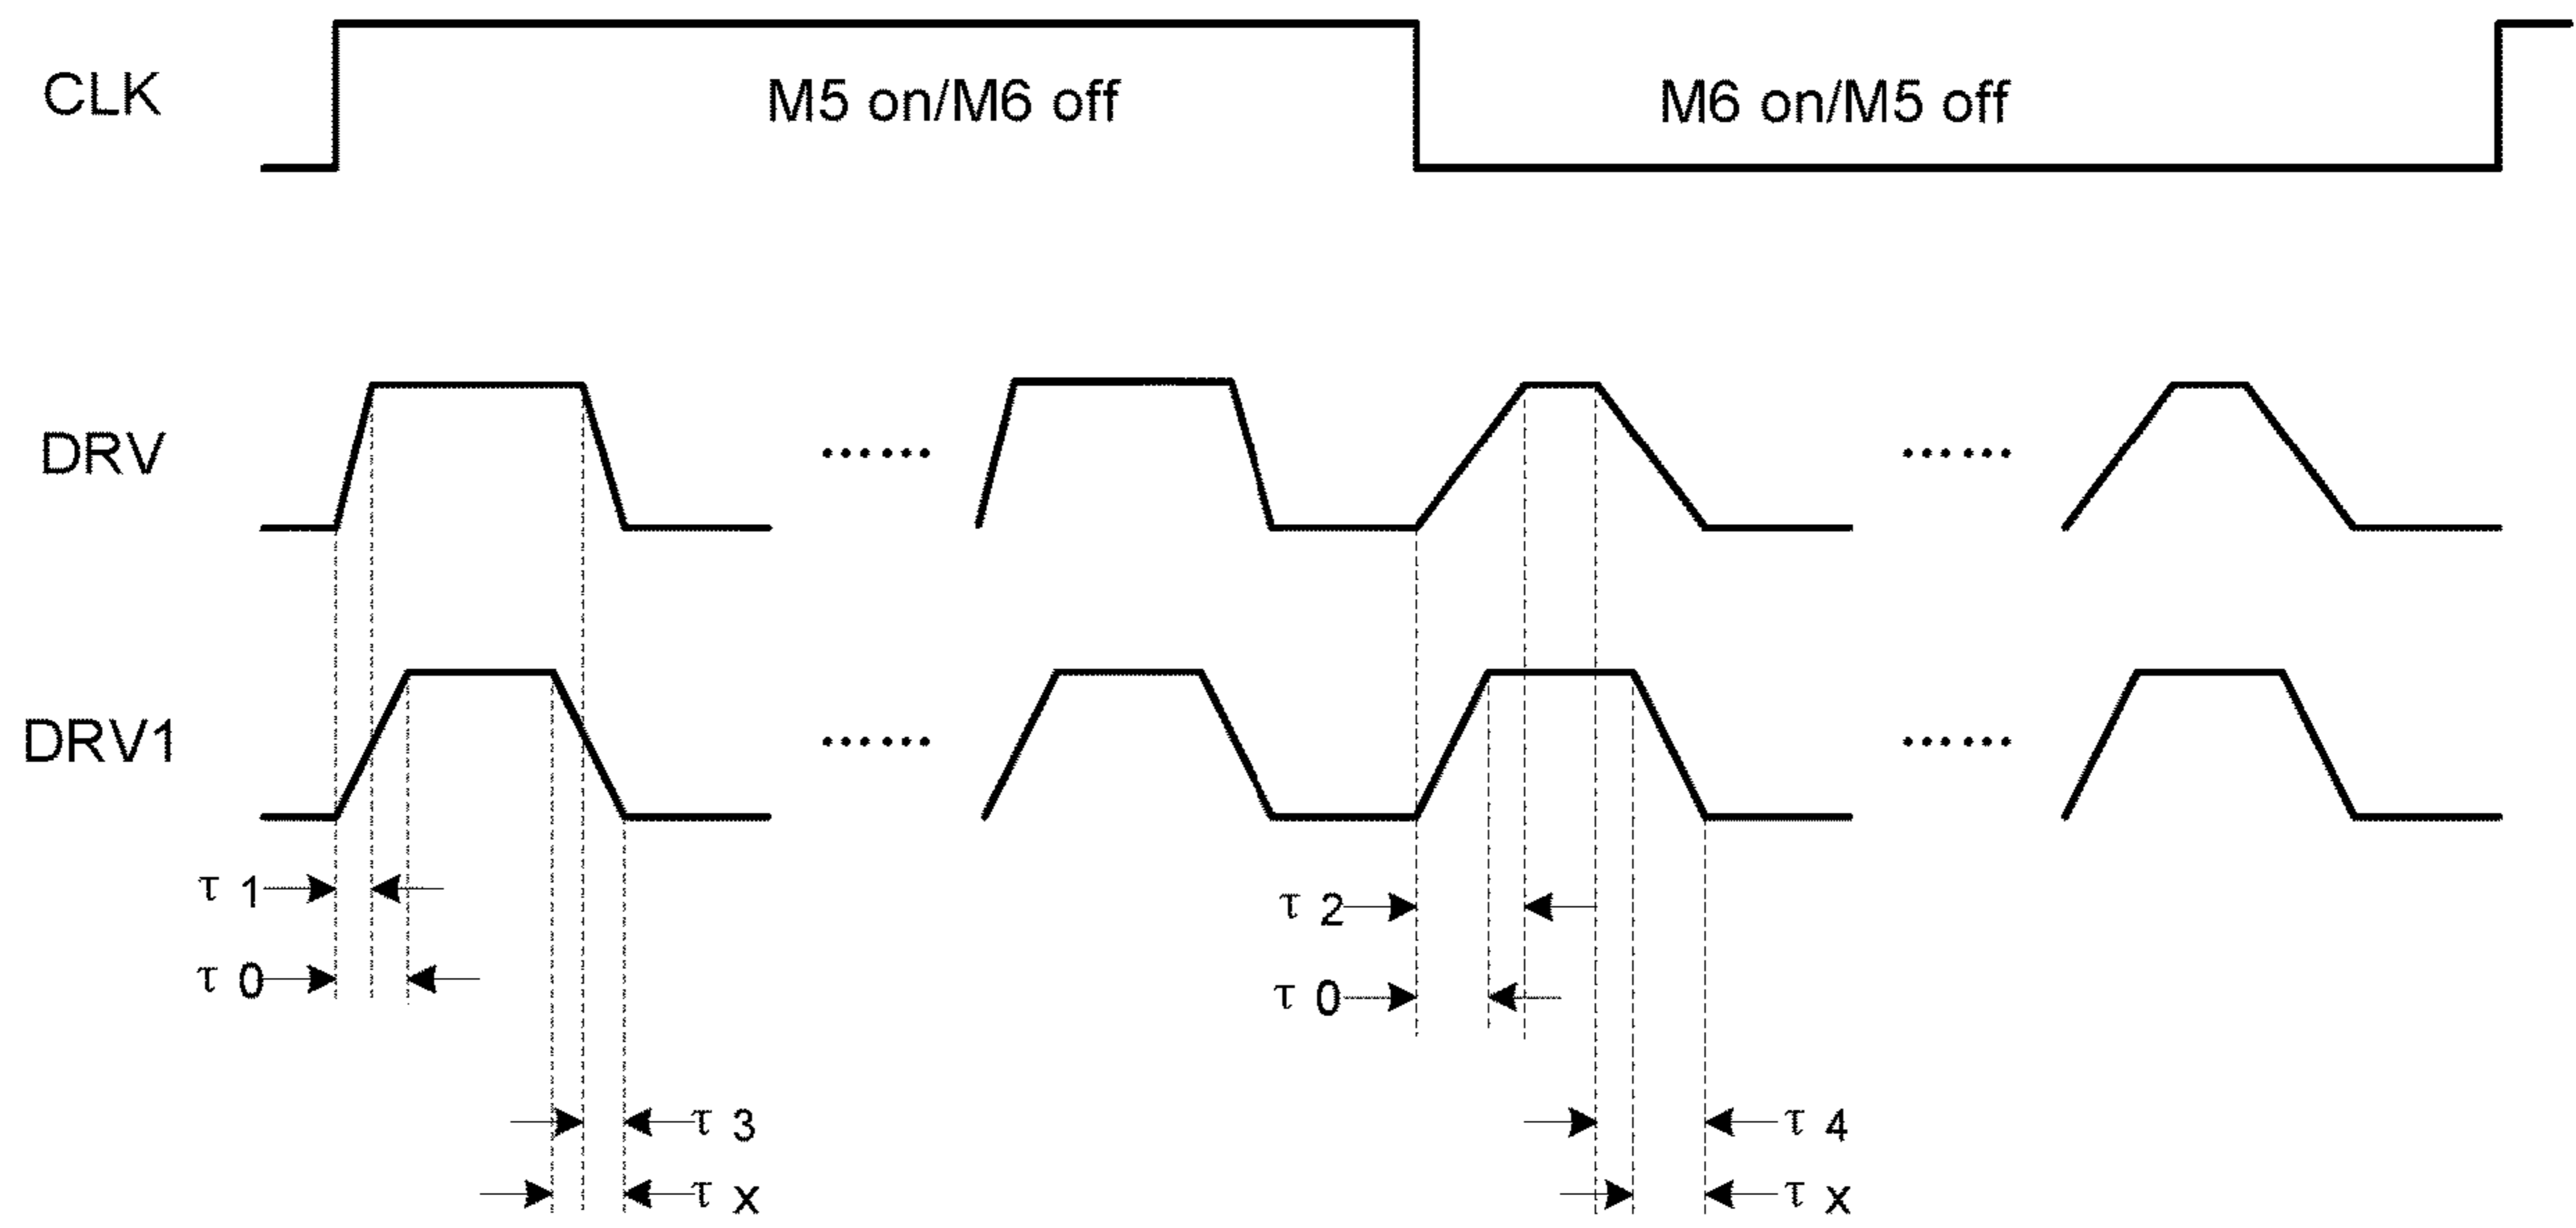 CLK
M5 on/M6 off
M6 on/M5 off
DRV
......
......
DRV1
......
......
τ 1
τ 2
τ 0
τ 0
τ 3
τ 4
τ x
τ x